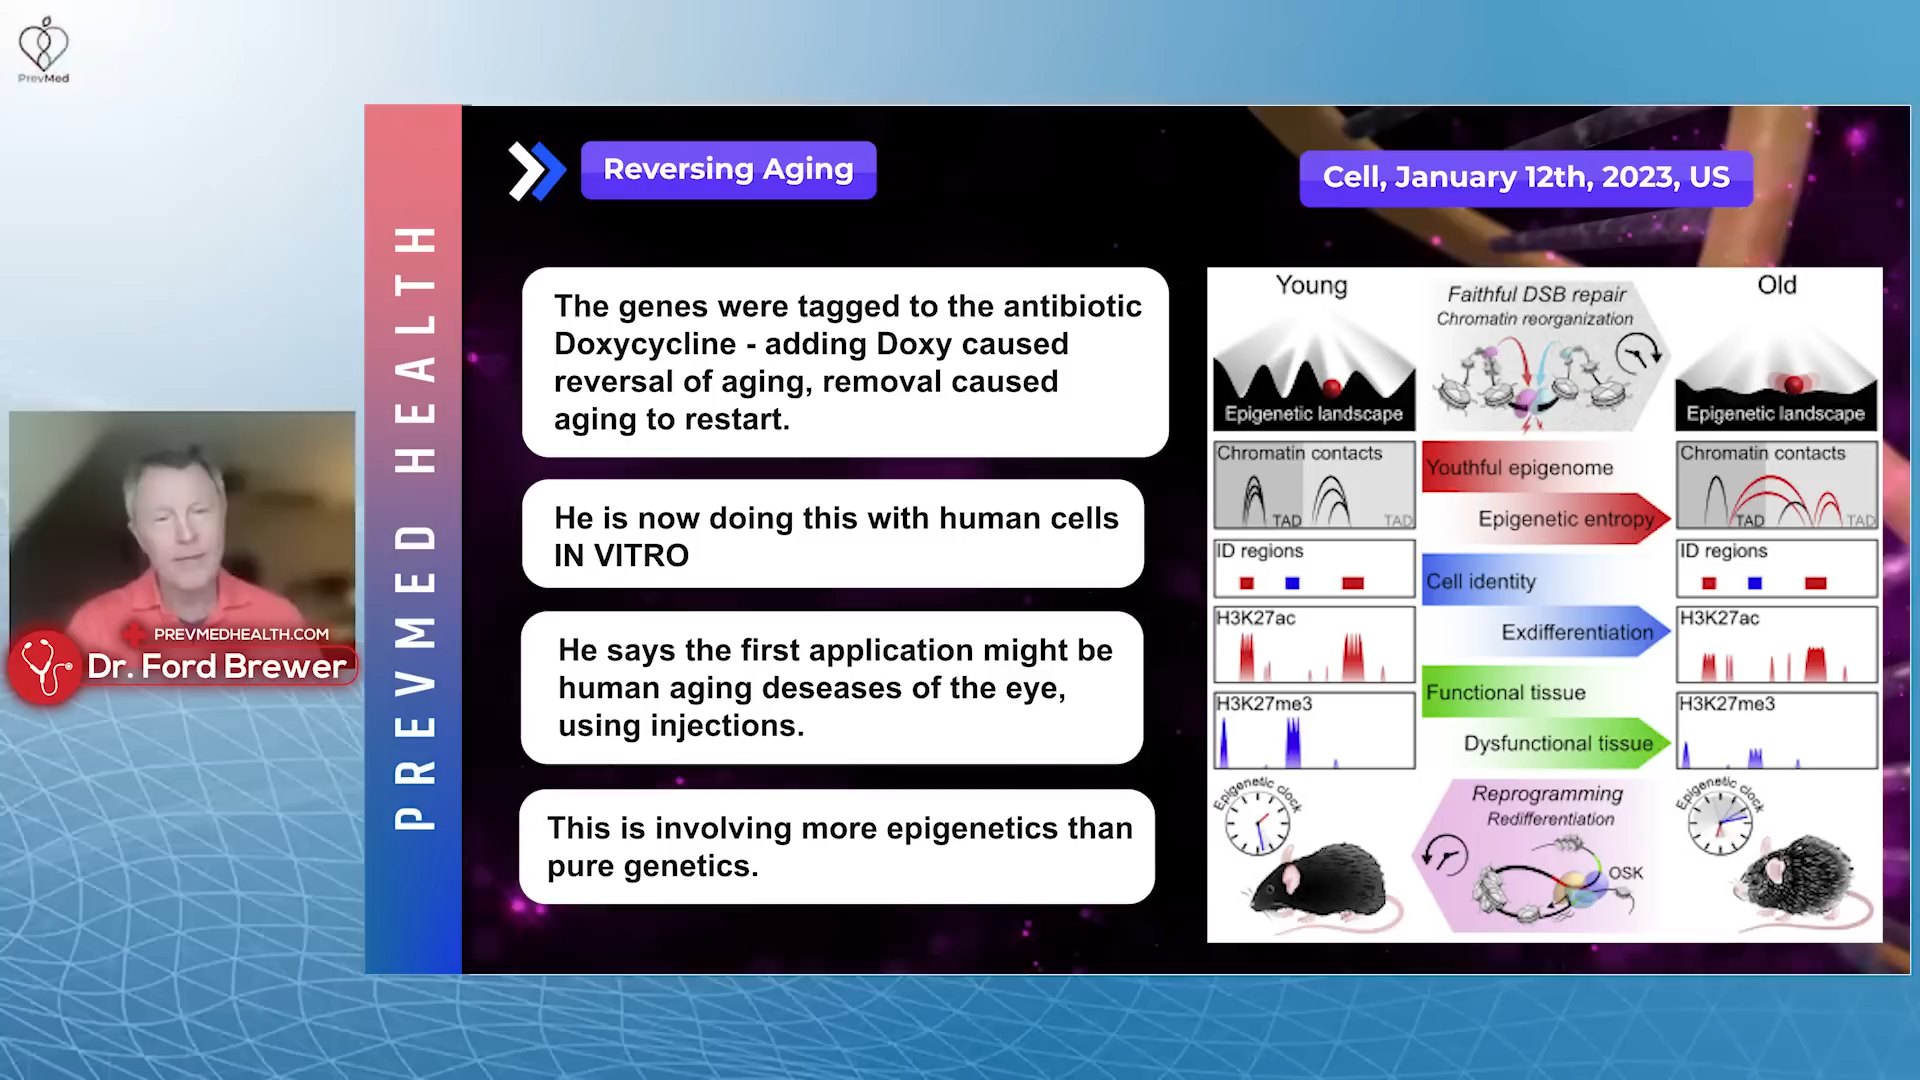 PrevMed
PREVMED HEALTH
Reversing Aging
Cell, January 12th, 2023, US
The genes were tagged to the antibiotic
Doxycycline - adding Doxy caused
reversal of aging, removal caused
aging to restart.
He is now doing this with human cells
IN VITRO
He says the first application might be
human aging deseases of the eye,
using injections.
This is involving more epigenetics than
pure genetics.
PREVMEDHEALTH.COM
Dr. Ford Brewer
Young
Faithful DSB repair
Chromatin reorganization
Old
Epigenetic landscape
Epigenetic landscape
Chromatin contacts
TAD
TAD
Youthful epigenome
Epigenetic entropy
Chromatin contacts
TAD
TAD
ID regions
Cell identity
Exdifferentiation
ID regions
H3K27ac
H3K27ac
Functional tissue
Dysfunctional tissue
H3K27me3
H3K27me3
Epigenetic clock
Reprogramming
Redifferentiation
OSK
Epigenetic clock